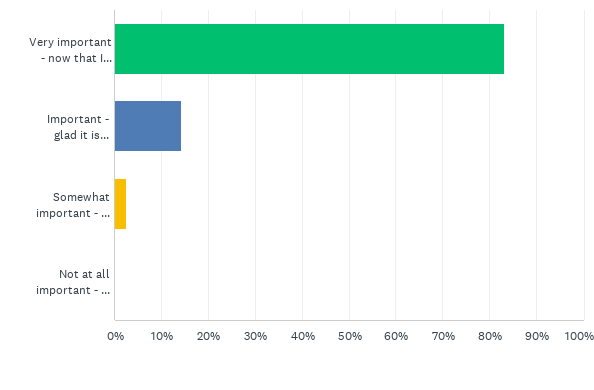 Very important
- now that I...
Important -
glad it is...
Somewhat
important - ...
Not at all
important - ...
0% 10% 20% 30% 40% 50% 60% 70% 80% 90% 100%